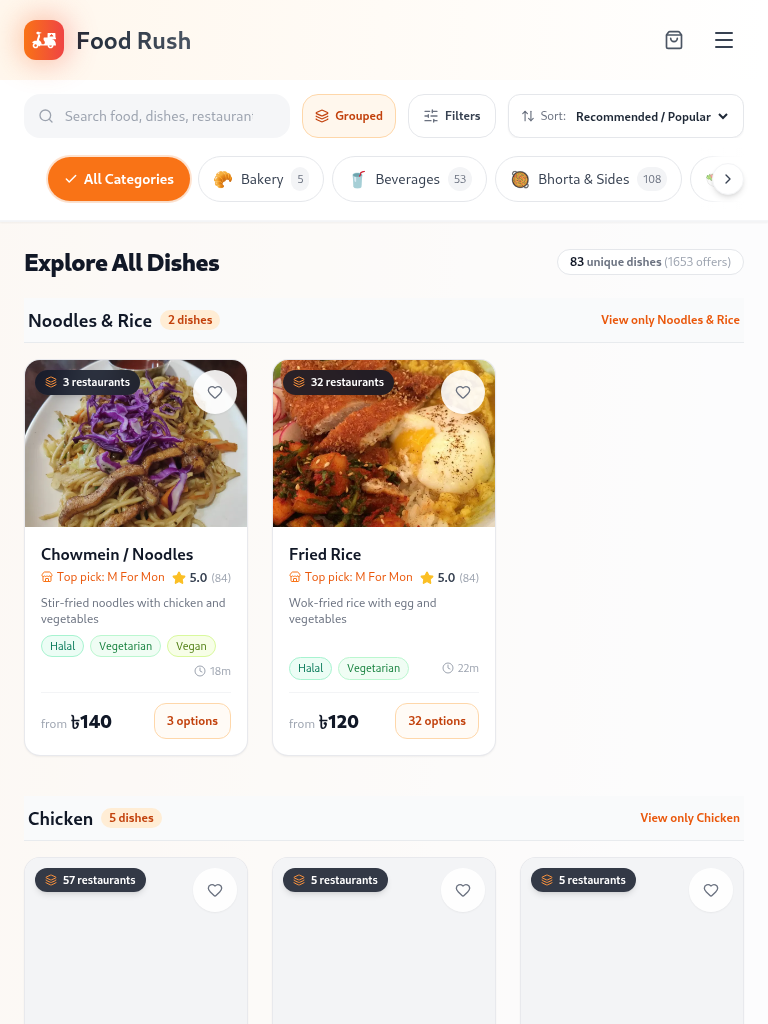 Food Rush
Search food, dishes, restauran
Grouped
Filters
Sort: Recommended / Popular
All Categories
Bakery 5
Beverages 53
Bhorta & Sides 108
Explore All Dishes
83 unique dishes (1653 offers)
Noodles & Rice 2 dishes
View only Noodles & Rice
3 restaurants
Chowmein / Noodles
Top pick: M For Mon
5.0 (84)
Stir-fried noodles with chicken and
vegetables
Halal
Vegetarian
Vegan
18m
from ৳140
3 options
32 restaurants
Fried Rice
Top pick: M For Mon
5.0 (84)
Wok-fried rice with egg and
vegetables
Halal
Vegetarian
22m
from ৳120
32 options
Chicken 5 dishes
View only Chicken
57 restaurants
5 restaurants
5 restaurants